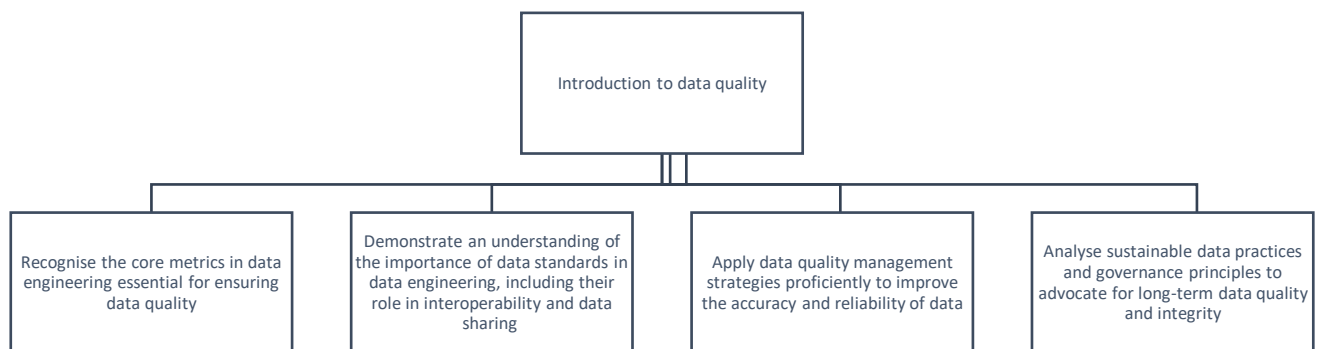 Introduction to data quality
Recognise the core metrics in data
engineering essential for ensuring
data quality
Demonstrate an understanding of
the importance of data standards in
data engineering, including their
role in interoperability and data
sharing
Apply data quality management
strategies proficiently to improve
the accuracy and reliability of data
Analyse sustainable data practices
and governance principles to
advocate for long-term data quality
and integrity